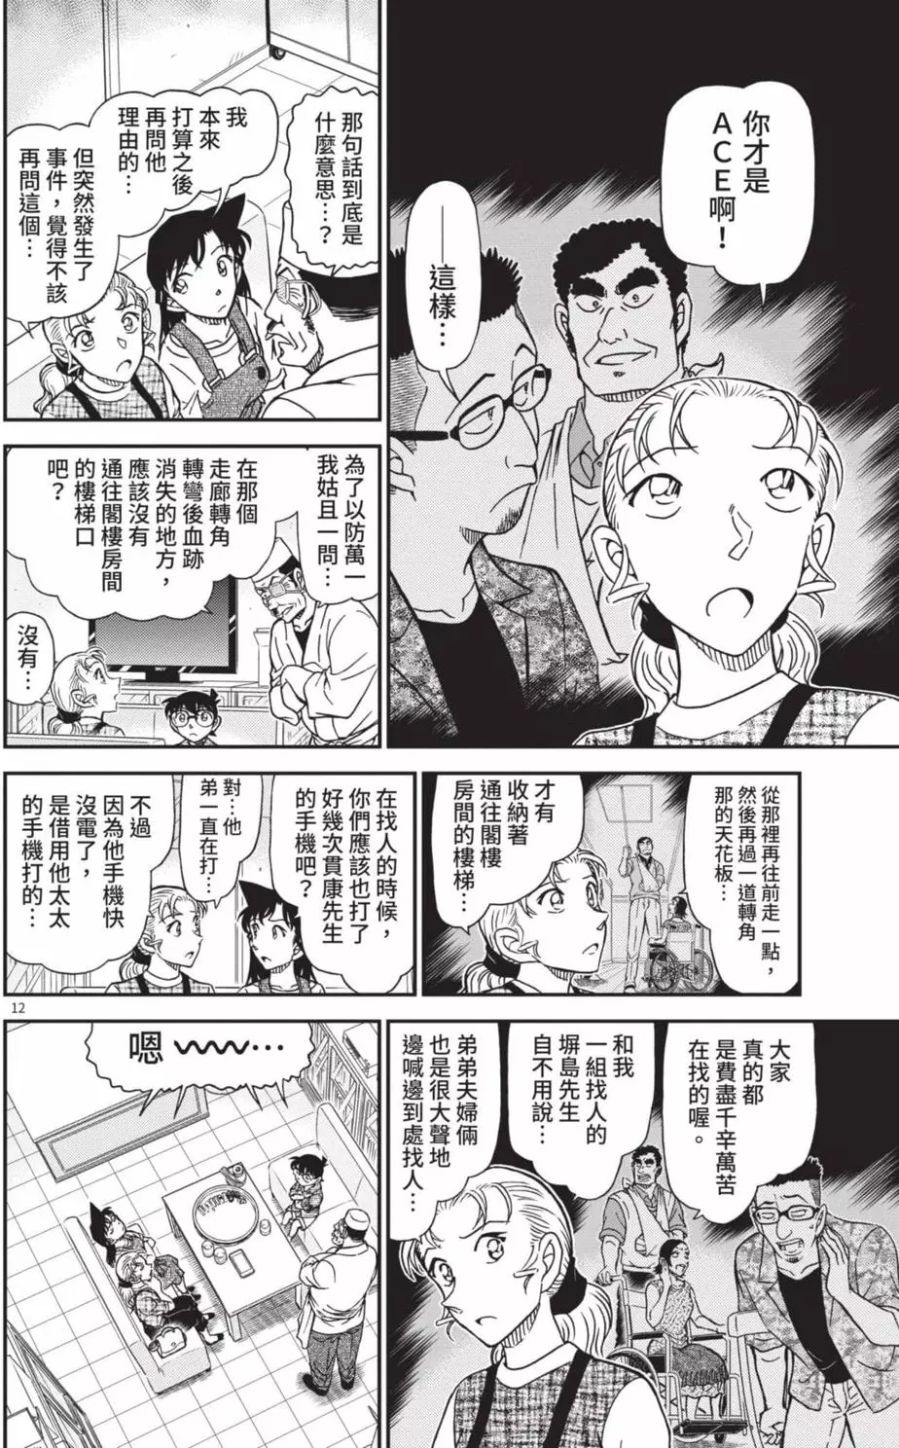 你才是
ACE啊!
——這樣…
那句話到底是
什麼意思…?
我
本來
打算之後
再問他
理由的…
但突然發生了
事件，覺得不該
再問這個…
為了以防萬一
我姑且一問…
在那個
走廊轉角
轉彎後血跡
消失的地方，
應該沒有
通往閣樓房間
的樓梯口
吧?
沒有…
從那裡再往前走一點，
然後再過一道轉角
那的天花板…
才有
收納著
通往閣樓
房間的樓梯…
在找人的時候，
你們應該也打了
好幾次貫康先生
的手機吧?
對…他
弟一直在打…
不過
因為他手機快
沒電了，
是借用他太太
的手機打的…
12
大家
真的都
是費盡千辛萬苦
在找的喔。
和我
一組找人的
塀島先生
自不用說…
弟弟夫婦倆
也是很大聲地
邊喊邊到處找人…
嗯～～…